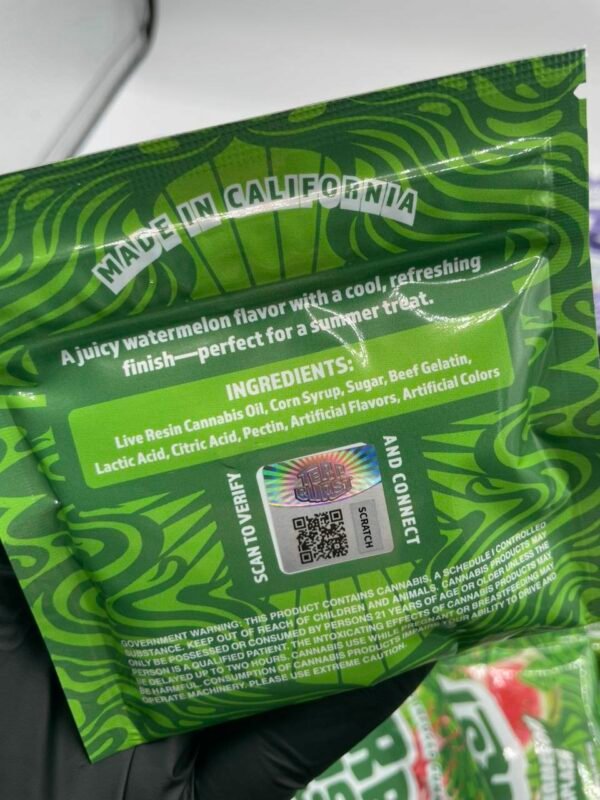 MADE IN CALIFORNIA
A juicy watermelon flavor with a cool, refreshing
finish—perfect for a summer treat.
INGREDIENTS:
Live Resin Cannabis Oil, Corn Syrup, Sugar, Beef Gelatin,
Lactic Acid, Citric Acid, Pectin, Artificial Flavors, Artificial Colors
SCAN TO VERIFY
TERP
BURST
SCRATCH
AND CONNECT
GOVERNMENT WARNING: THIS PRODUCT CONTAINS CANNABIS, A SCHEDULE I CONTROLLED
SUBSTANCE. KEEP OUT OF REACH OF CHILDREN AND ANIMALS. CANNABIS PRODUCTS MAY
ONLY BE POSSESSED OR CONSUMED BY PERSONS 21 YEARS OF AGE OR OLDER UNLESS THE
PERSON IS A QUALIFIED PATIENT. THE INTOXICATING EFFECTS OF CANNABIS PRODUCTS MAY
BE DELAYED UP TO TWO HOURS. CANNABIS USE WHILE PREGNANT OR BREASTFEEDING MAY
BE HARMFUL. CONSUMPTION OF CANNABIS PRODUCTS IMPAIRS YOUR ABILITY TO DRIVE AND
OPERATE MACHINERY. PLEASE USE EXTREME CAUTION